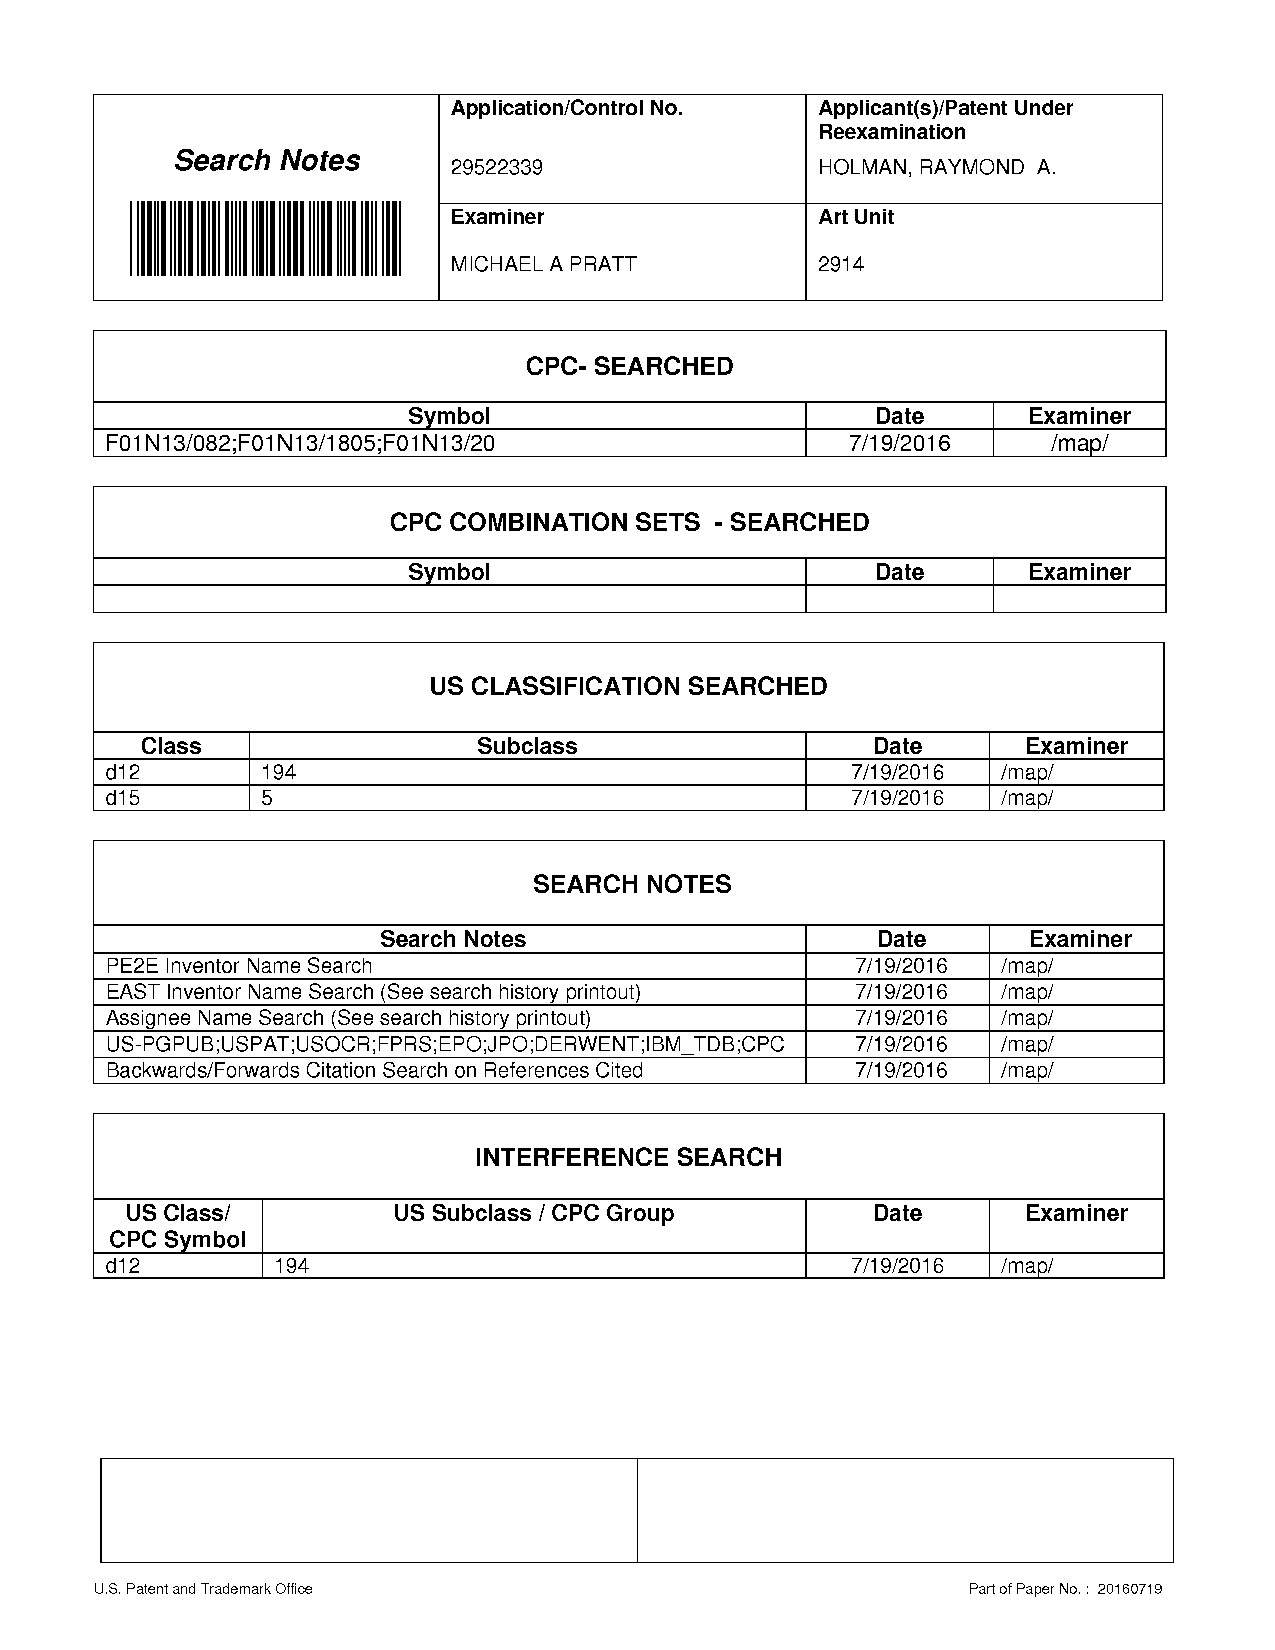 Search Notes
Application/Control No.
29522339
Applicant(s)/Patent Under
Reexamination
HOLMAN, RAYMOND  A.
Examiner
MICHAEL A PRATT
Art Unit
2914
CPC- SEARCHED
Symbol Date Examiner
F01N13/082;F01N13/1805;F01N13/20 7/19/2016 /map/
CPC COMBINATION SETS  - SEARCHED
Symbol Date Examiner
US CLASSIFICATION SEARCHED
Class Subclass Date Examiner
d12 194 7/19/2016 /map/
d15 5 7/19/2016 /map/
SEARCH NOTES
Search Notes Date Examiner
PE2E Inventor Name Search 7/19/2016 /map/
EAST Inventor Name Search (See search history printout) 7/19/2016 /map/
Assignee Name Search (See search history printout) 7/19/2016 /map/
US-PGPUB;USPAT;USOCR;FPRS;EPO;JPO;DERWENT;IBM_TDB;CPC 7/19/2016 /map/
Backwards/Forwards Citation Search on References Cited 7/19/2016 /map/
INTERFERENCE SEARCH
US Class/ US Subclass / CPC Group Date Examiner
CPC Symbol
d12 194 7/19/2016 /map/
U.S. Patent and Trademark Office Part of Paper No. :  20160719